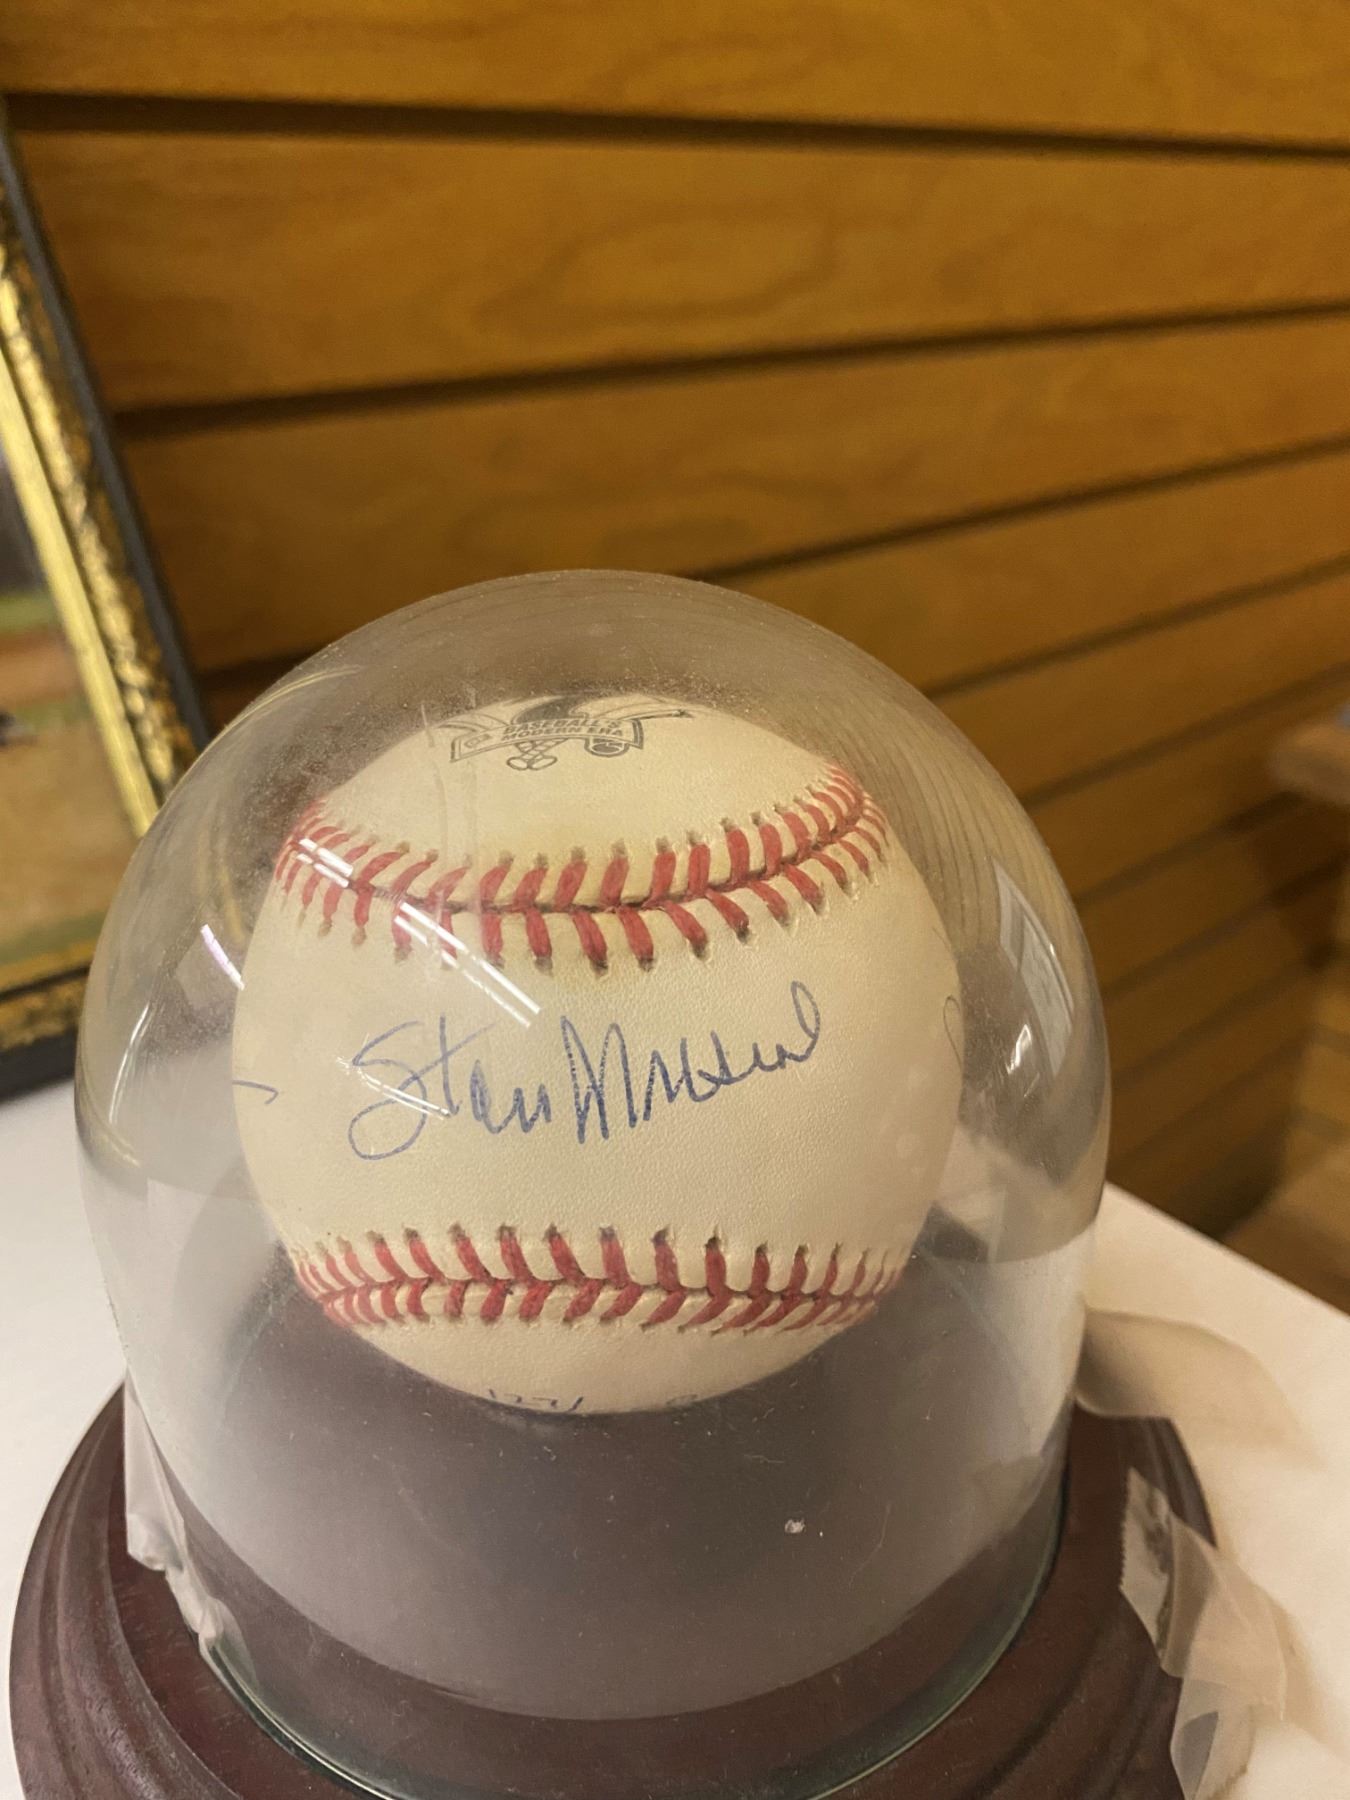 BASEBALL'S
MODERN ERA
Stan Musial